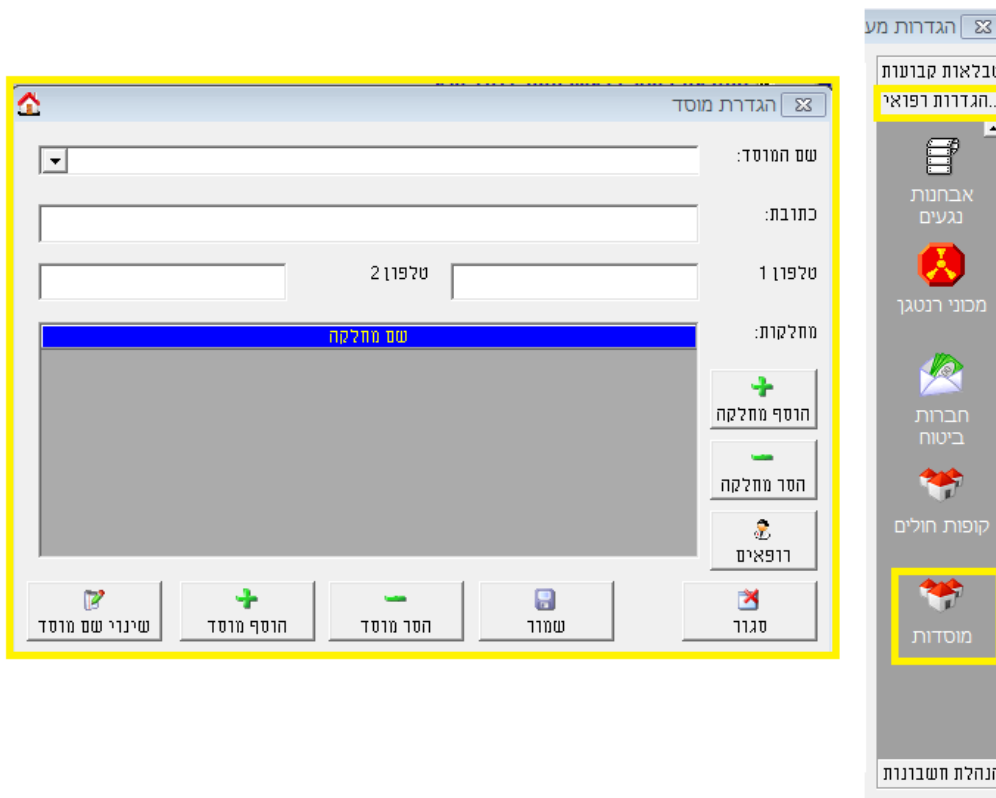 הגדרות מע
טבלאות קבועות
הגדרות רפואי..
אבחנות
נגעים
מכוני רנטגן
חברות
ביטוח
קופות חולים
מוסדות
הנהלת חשבונות
הגדרת מוסד
שם המוסד:
כתובת:
טלפון 1
טלפון 2
מחלקות:
שם מחלקה
הוסף מחלקה
הסר מחלקה
רופאים
סגור
שמור
הסר מוסד
הוסף מוסד
שינוי שם מוסד